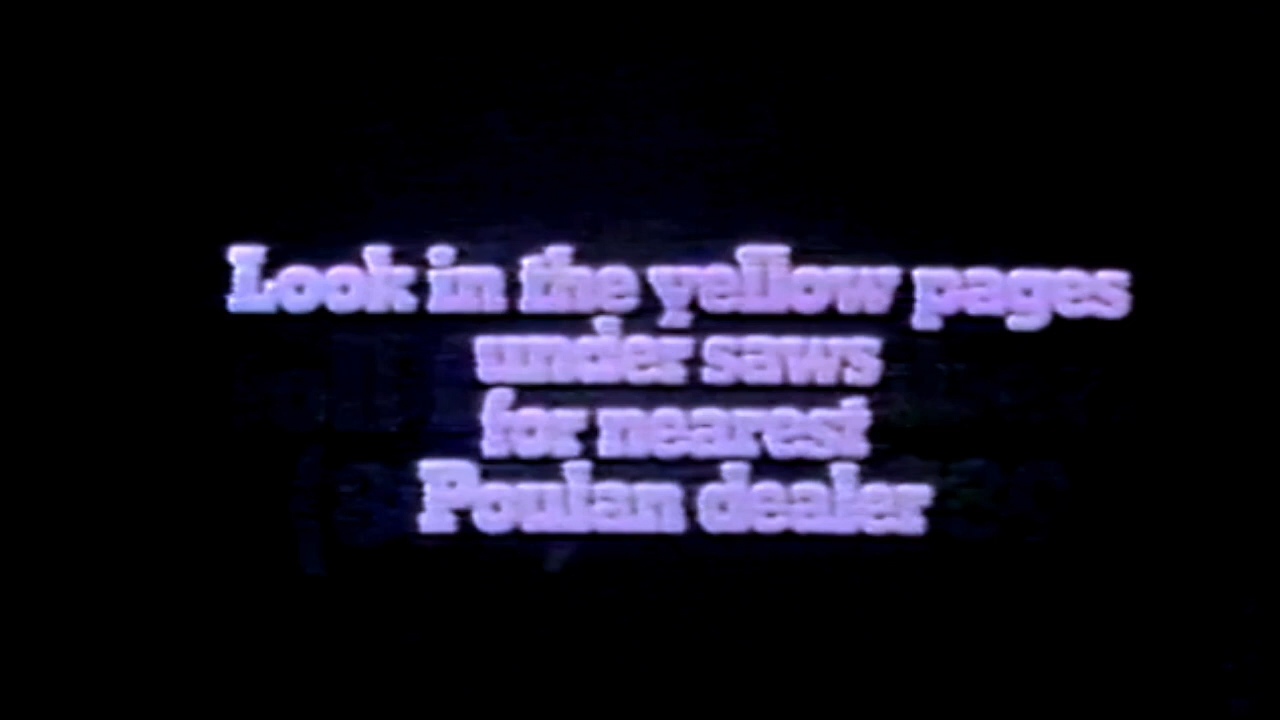 Look in the yellow pages
under saws
for nearest
Poulan dealer